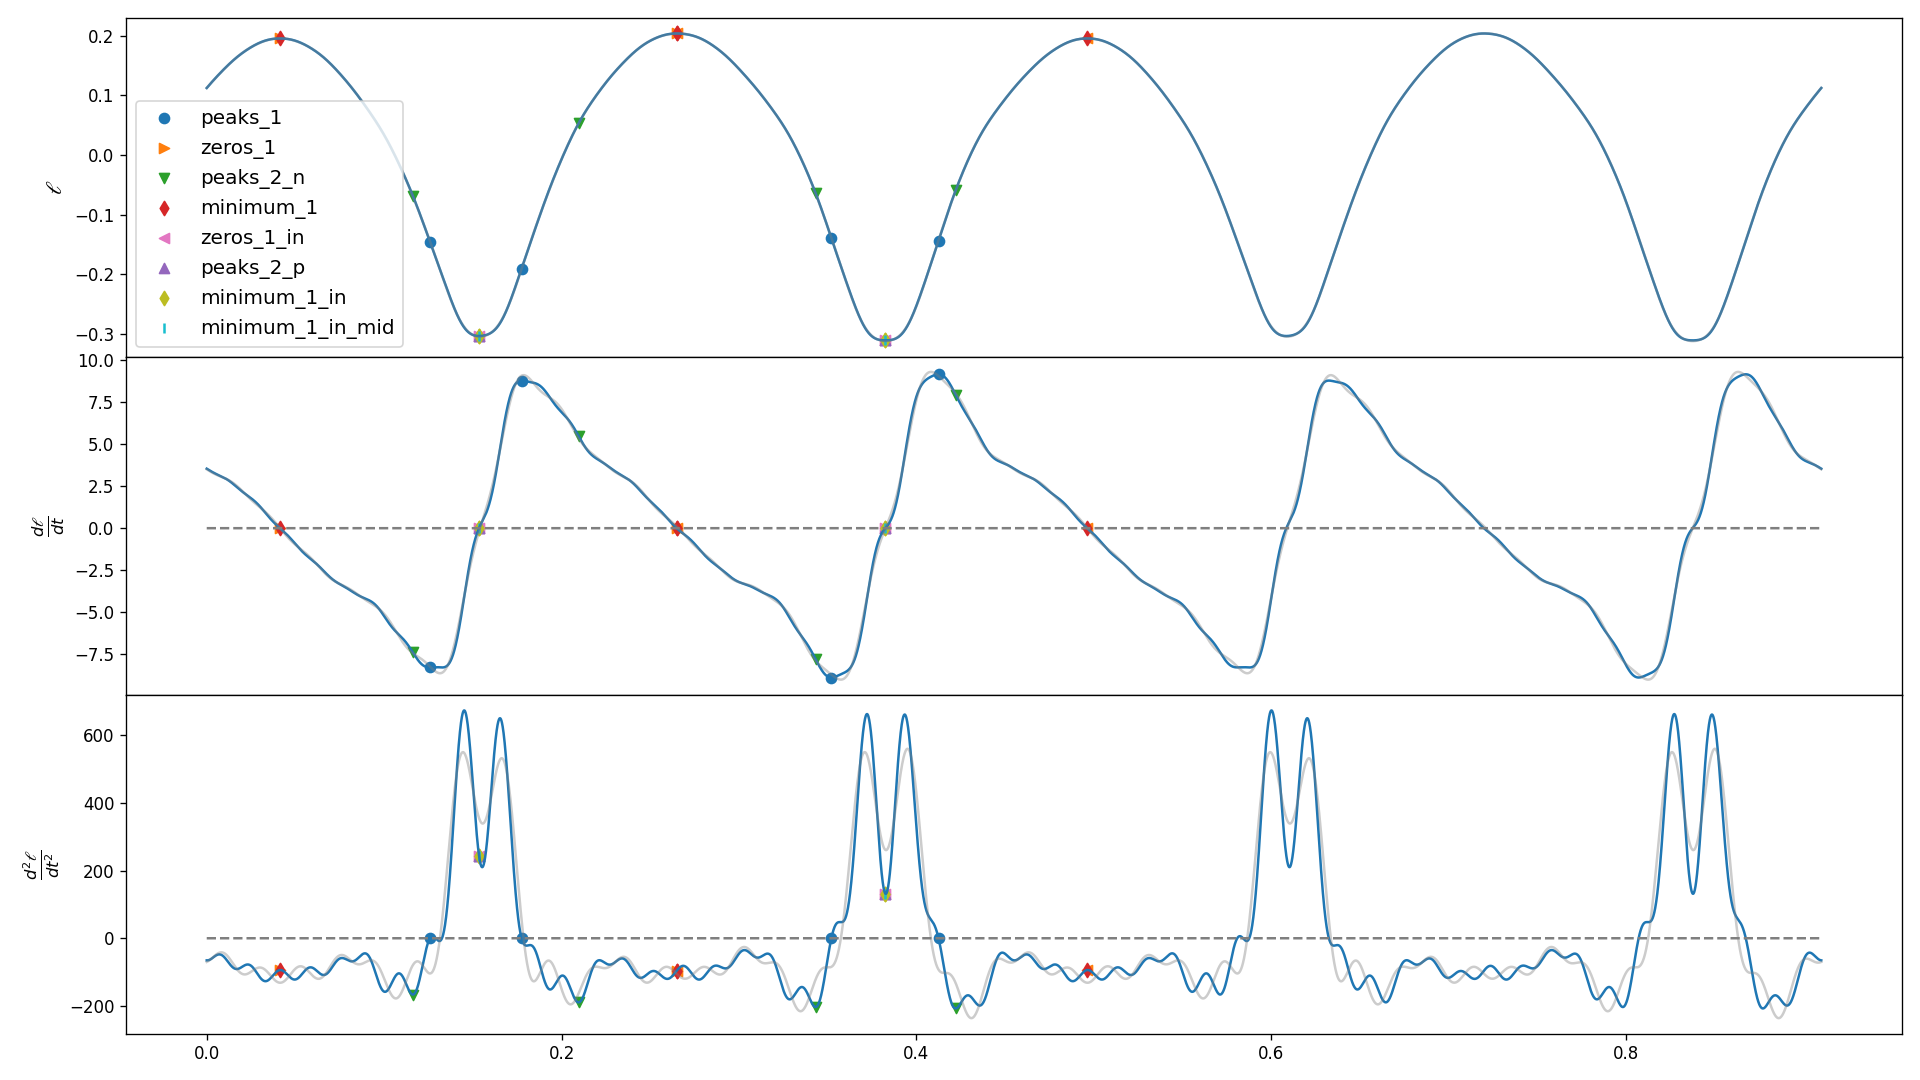 0.2
0.1
0.0
−0.1
−0.2
−0.3
ℓ
peaks_1
zeros_1
peaks_2_n
minimum_1
zeros_1_in
peaks_2_p
minimum_1_in
minimum_1_in_mid
10.0
7.5
5.0
2.5
0.0
−2.5
−5.0
−7.5
dℓ/dt
600
400
200
0
−200
d²ℓ/dt²
0.0 0.2 0.4 0.6 0.8